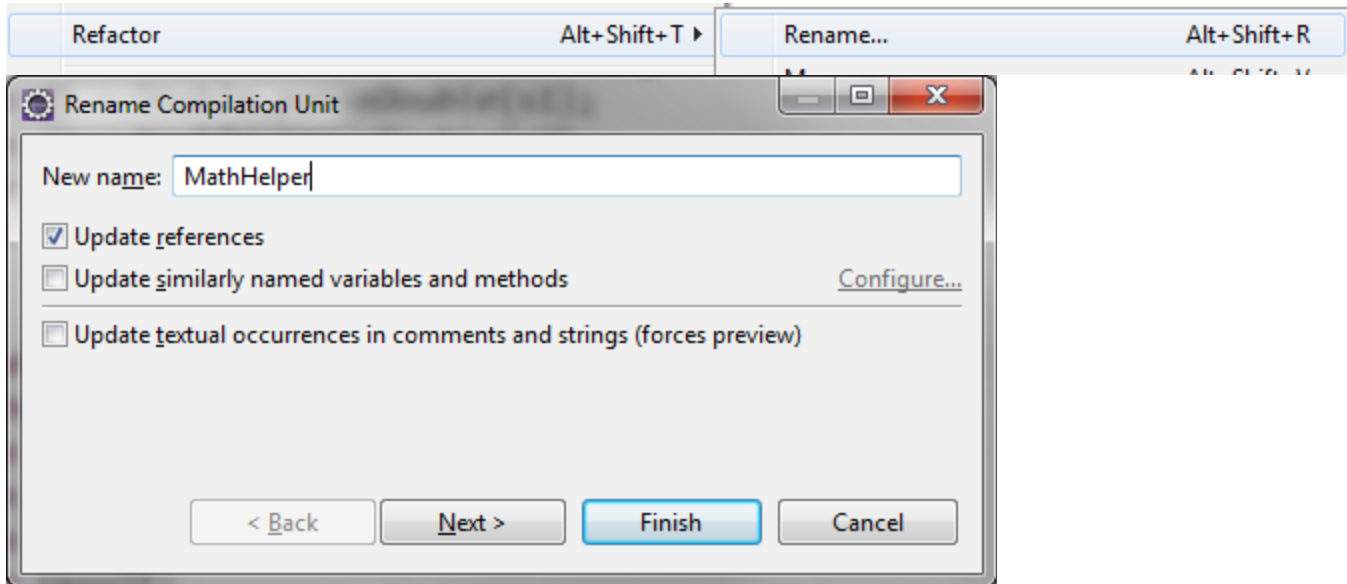 Refactor Alt+Shift+T Rename... Alt+Shift+R
Rename Compilation Unit
New name: MathHelper
Update references
Update similarly named variables and methods Configure...
Update textual occurrences in comments and strings (forces preview)
< Back Next > Finish Cancel